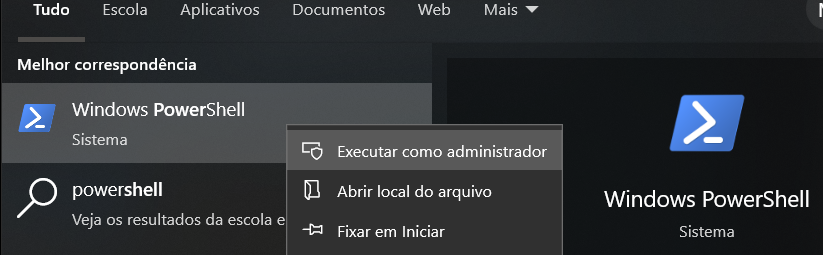 Tudo Escola Aplicativos Documentos Web Mais
Melhor correspondência
Windows PowerShell
Sistema
Executar como administrador
powershell
Veja os resultados da escola e
Abrir local do arquivo
Fixar em Iniciar
Windows PowerShell
Sistema